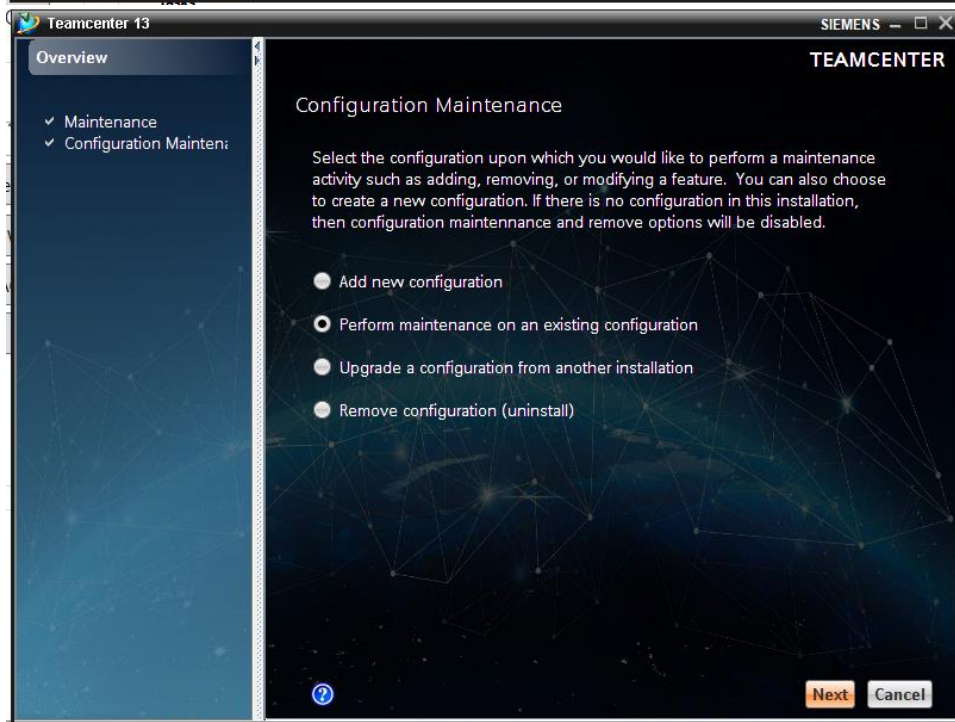 Teamcenter 13
SIEMENS
Overview
TEAMCENTER
Maintenance
Configuration Maintena
Configuration Maintenance
Select the configuration upon which you would like to perform a maintenance
activity such as adding, removing, or modifying a feature. You can also choose
to create a new configuration. If there is no configuration in this installation,
then configuration maintennance and remove options will be disabled.
Add new configuration
Perform maintenance on an existing configuration
Upgrade a configuration from another installation
Remove configuration (uninstall)
?
Next Cancel